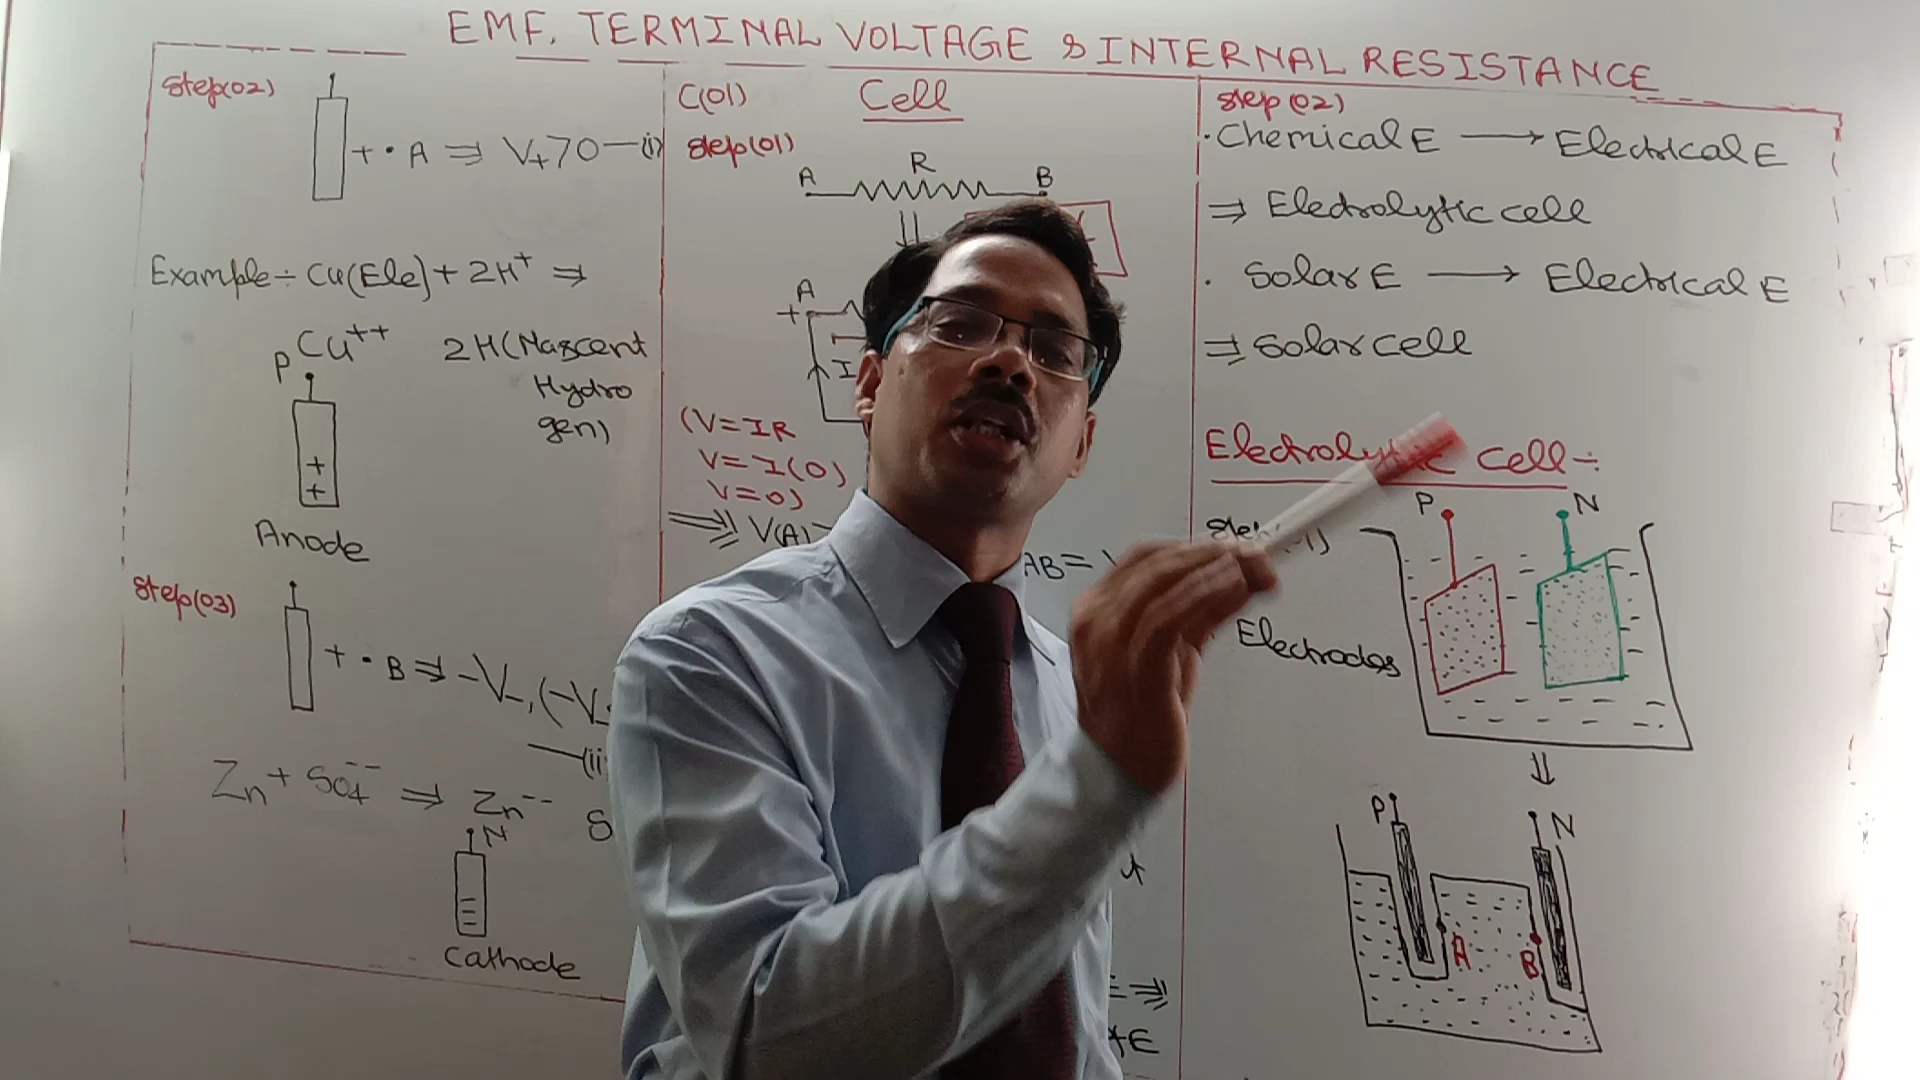 EMF, TERMINAL VOLTAGE & INTERNAL RESISTANCE
Step(02)
+ • A ⇒ V+70—(i)
Example÷ Cu(Ele)+2H⁺ ⇒
P Cu⁺⁺ 2H(Nascent
Hydro
gen)
+
+
Anode
Step(03)
+ • B ⇒ -V₋, (-V₋
—(ii
Zn + SO₄⁻⁻ ⇒ Zn⁻⁻ S
N
Cathode
C(01) Cell
Step(01)
A R B
⇓
A
+
I
(V=IR
V=I(0)
V=0)
⇒ V(A)
AB=
⇒
E
Step(02)
·Chemical E → Electrical E
⇒ Electrolytic cell
· Solar E → Electrical E
⇒ Solar cell
Electrolytic cell÷
P N
Electrodes
⇓
P N
A B